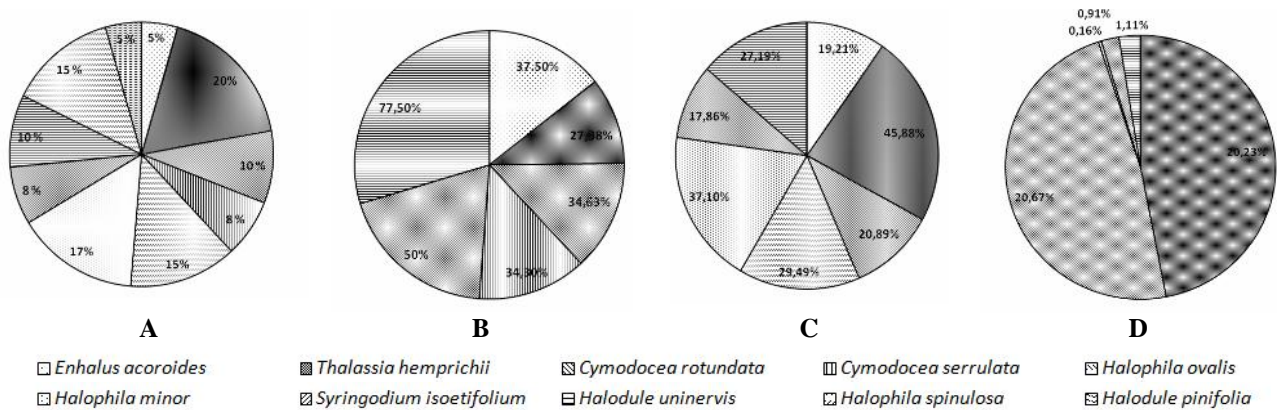 5%
20%
10%
8%
15%
17%
8%
10%
15%
5%
A
37.50%
27,68%
34,63%
34,30%
50%
77,50%
B
19,21%
45,88%
20,89%
29,49%
37,10%
17,86%
27,19%
C
0,91%
0,16%
1,11%
20,23%
20,67%
D
Enhalus acoroides
Thalassia hemprichii
Cymodocea rotundata
Cymodocea serrulata
Halophila ovalis
Halophila minor
Syringodium isoetifolium
Halodule uninervis
Halophila spinulosa
Halodule pinifolia